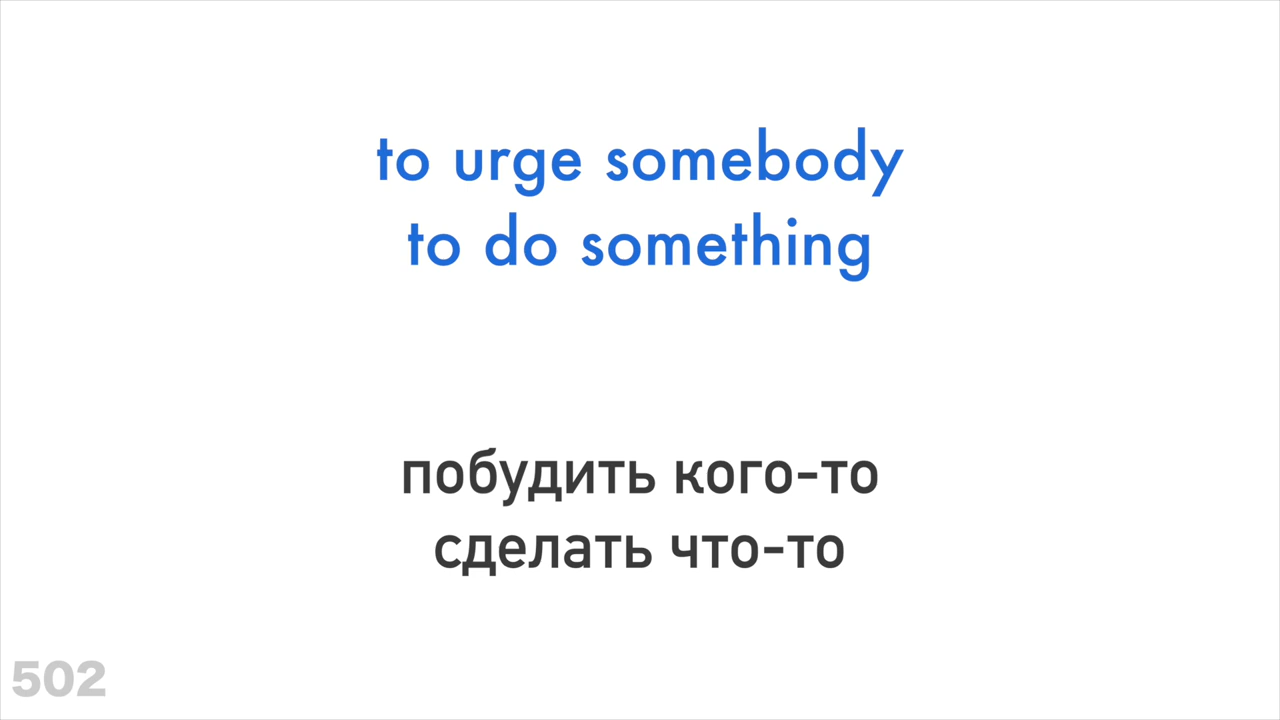 to urge somebody
to do something
побудить кого-то
сделать что-то
502